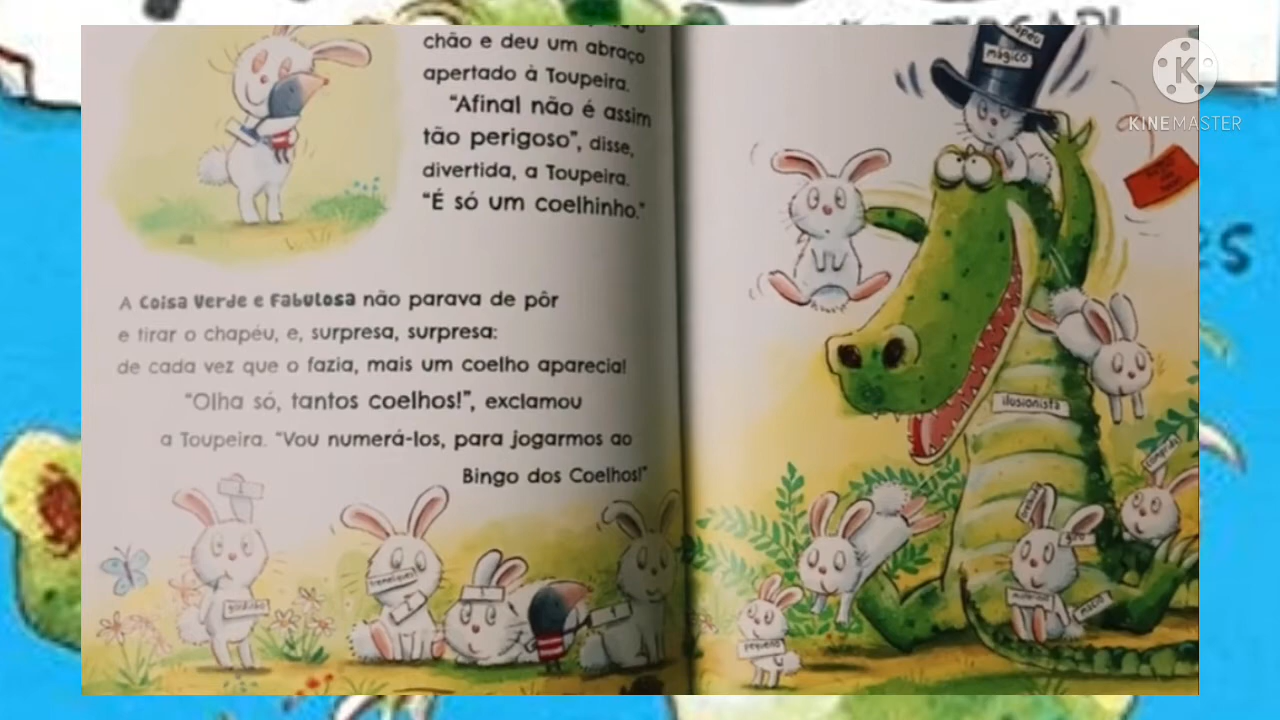 chão e deu um abraço
apertado à Toupeira.
“Afinal não é assim
tão perigoso”, disse,
divertida, a Toupeira.
“É só um coelhinho.”
A Coisa Verde e Fabulosa não parava de pôr
e tirar o chapéu, e, surpresa, surpresa:
de cada vez que o fazia, mais um coelho aparecia!
“Olha só, tantos coelhos!”, exclamou
a Toupeira. “Vou numerá-los, para jogarmos ao
Bingo dos Coelhos!”
mágico
ilusionista
gordinho
pequeno
macio
KINEMASTER